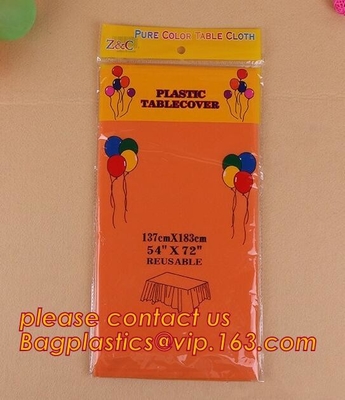 Z&C
PURE COLOR TABLE CLOTH
PLASTIC
TABLECOVER
137cmX183cm
54" X 72"
REUSABLE
please contact us
Bagplastics@vip.163.com